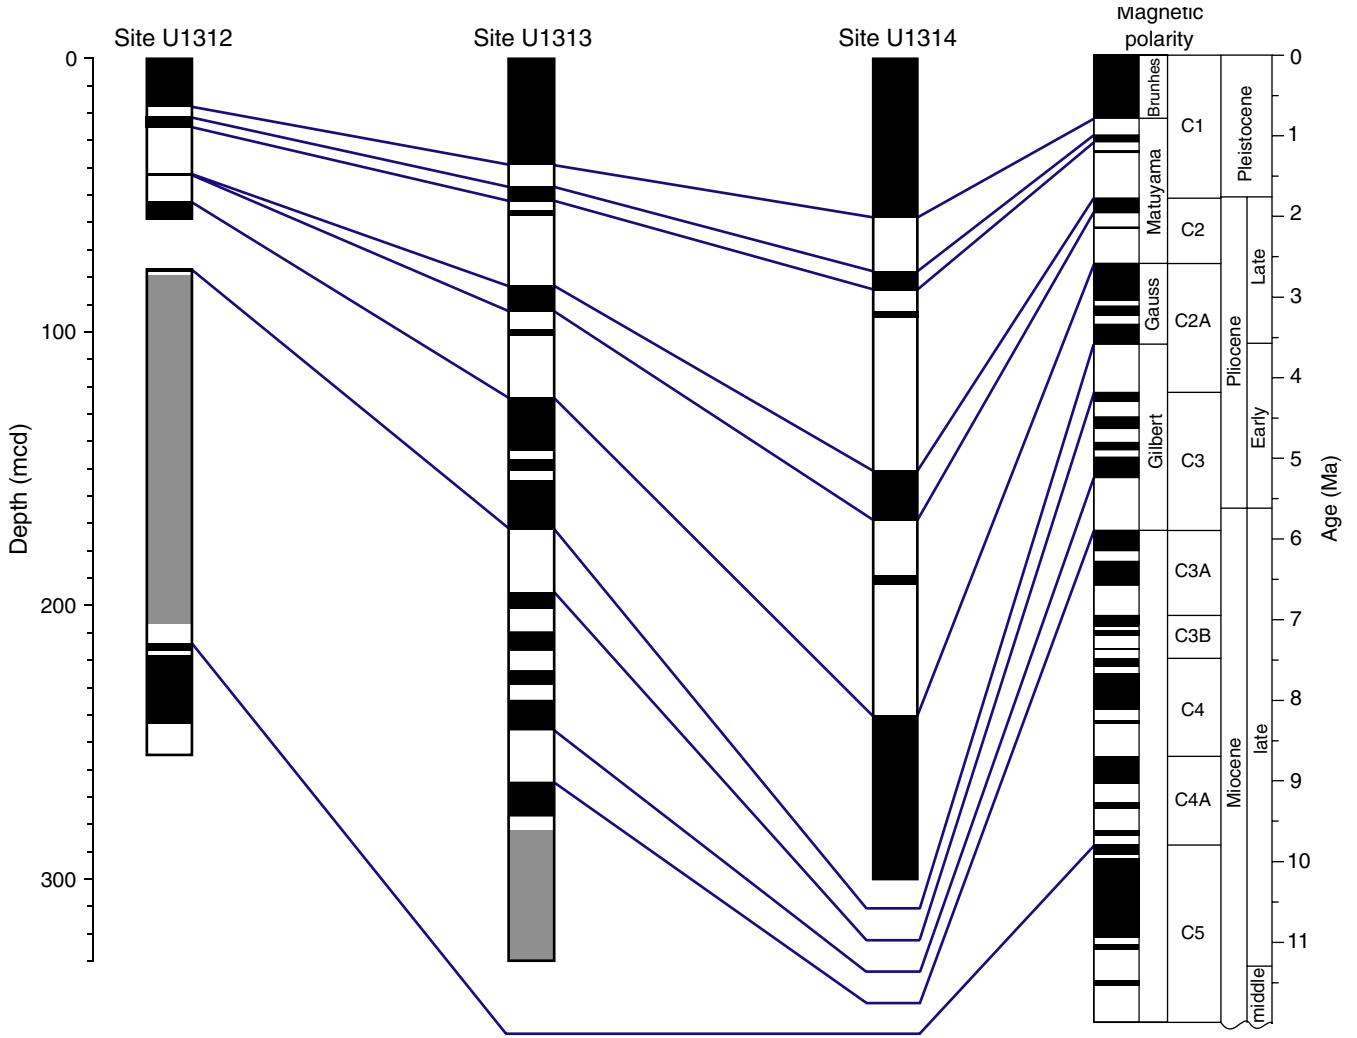 Magnetic
polarity
Site U1312
Site U1313
Site U1314
0
100
200
300
Depth (mcd)
Brunhes
Matuyama
Gauss
Gilbert
C1
C2
C2A
C3
C3A
C3B
C4
C4A
C5
Pleistocene
Pliocene
Miocene
Late
Early
late
middle
0
1
2
3
4
5
6
7
8
9
10
11
Age (Ma)